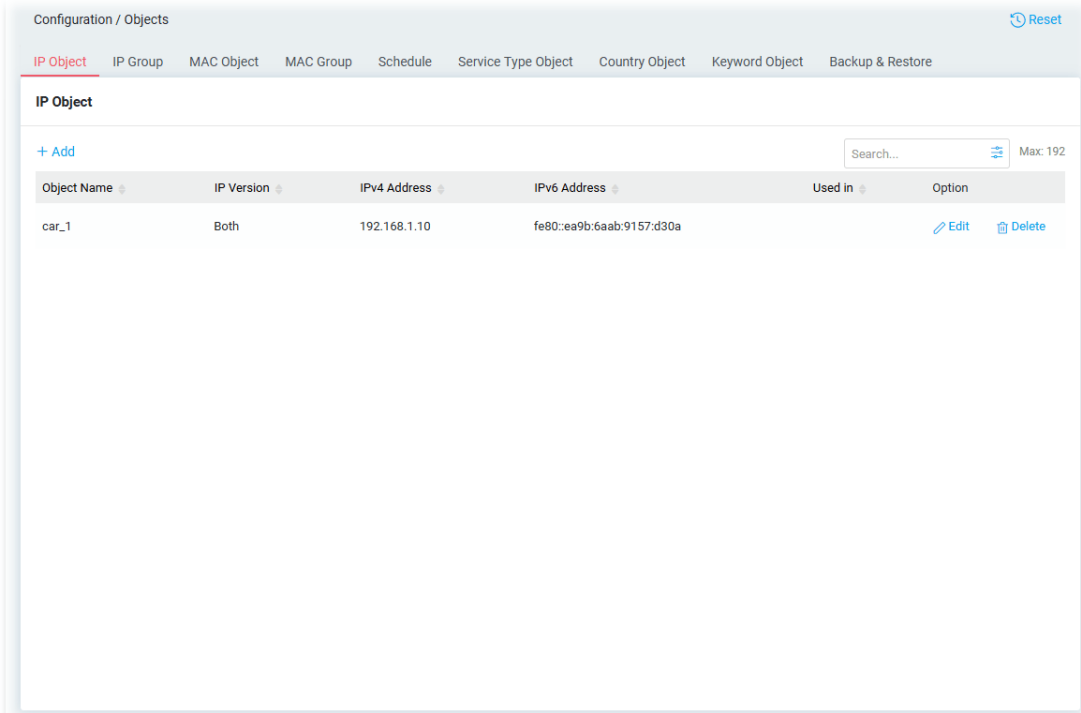 Configuration / Objects
Reset
IP Object IP Group MAC Object MAC Group Schedule Service Type Object Country Object Keyword Object Backup & Restore
IP Object
+ Add
Search...
Max: 192
Object Name IP Version IPv4 Address IPv6 Address Used in Option
car_1 Both 192.168.1.10 fe80::ea9b:6aab:9157:d30a Edit Delete